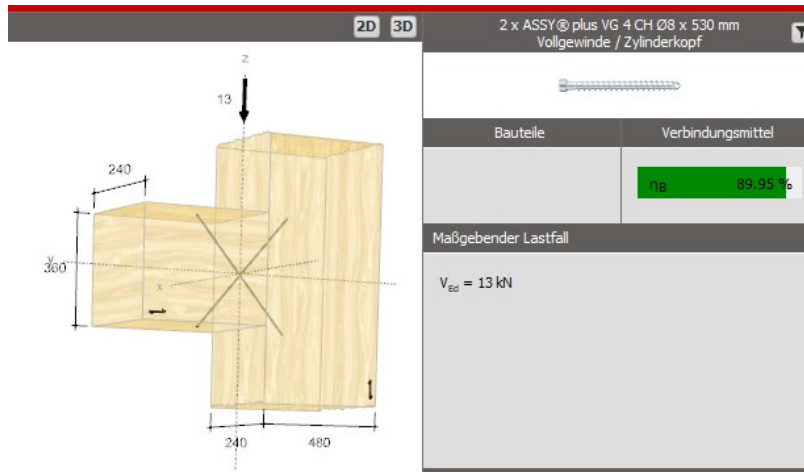 2D 3D
2 x ASSY® plus VG 4 CH Ø8 x 530 mm
Vollgewinde / Zylinderkopf
z
13
Bauteile
Verbindungsmittel
240
ηB 89.95 %
Maßgebender Lastfall
y
360
x
VEd = 13 kN
240
480